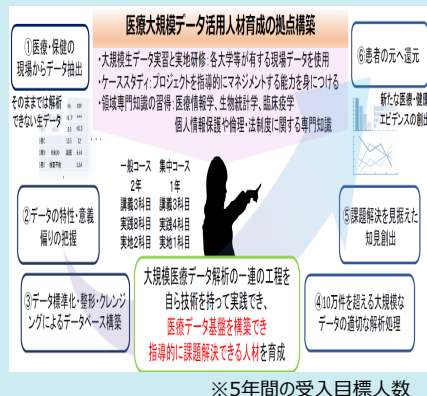 医療大規模データ活用人材育成の拠点構築
・大規模生データ実習と実地研修:各大学等が有する現場データを使用
・ケーススタディ:プロジェクトを指導的にマネジメントする能力を身につける
・領域専門知識の習得:医療情報学、生物統計学、臨床疫学
個人情報保護や倫理・法制度に関する専門知識
①医療・保健の
現場からデータ抽出
そのままでは解析
できない生データ
②データの特性・意義
偏りの把握
③データ標準化・整形・クレンジ
ングによるデータベース構築
一般コース 集中コース
2年 1年
講義3科目 講義3科目
実践8科目 実践4科目
実地2科目 実地1科目
大規模医療データ解析の一連の工程を
自ら技術を持って実践でき、
医療データ基盤を構築でき
指導的に課題解決できる人材を育成
④10万件を超える大規模な
データの適切な解析処理
⑤課題解決を見据えた
知見創出
⑥患者の元へ還元
新たな医療・健康
エビデンスの創出
※5年間の受入目標人数